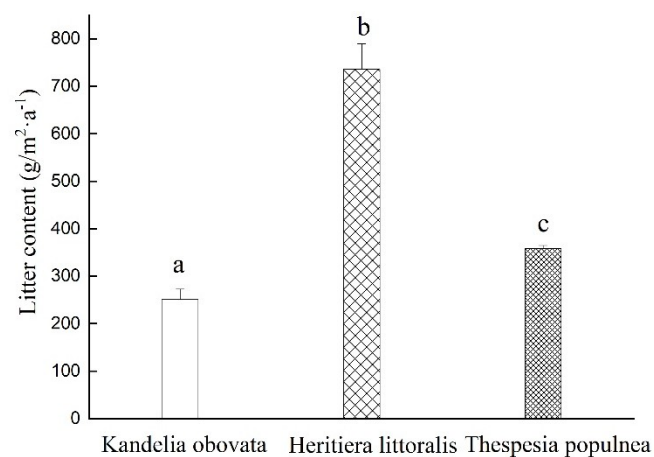 Litter content (g/m²·a⁻¹)
800
700
600
500
400
300
200
100
0
a
b
c
Kandelia obovata Heritiera littoralis Thespesia populnea